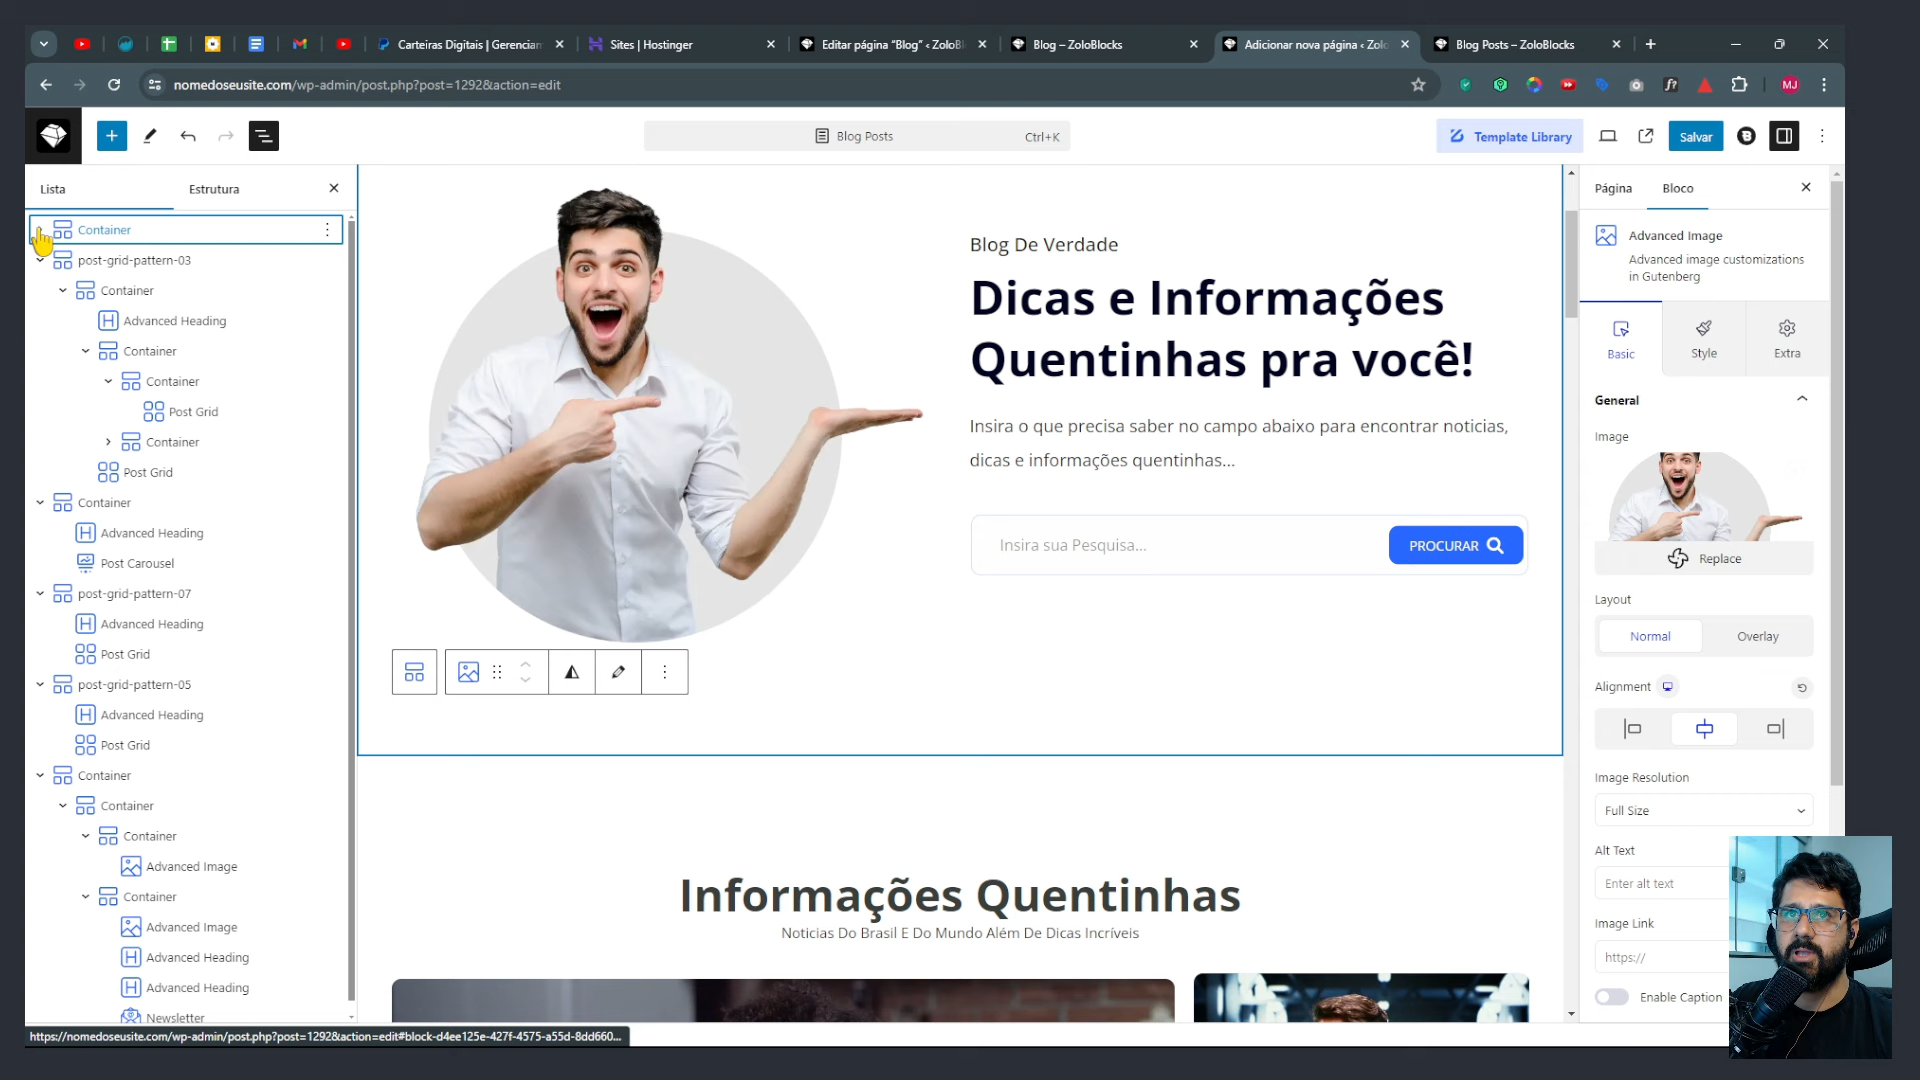 Carteiras Digitais | Gerencian
Sites | Hostinger
Editar página “Blog” ‹ ZoloBl
Blog – ZoloBlocks
Adicionar nova página ‹ Zolo
Blog Posts – ZoloBlocks
nomedoseusite.com/wp-admin/post.php?post=1292&action=edit
MJ
Blog Posts
Ctrl+K
Template Library
Salvar
Lista
Estrutura
Container
post-grid-pattern-03
Container
Advanced Heading
Container
Container
Post Grid
Container
Post Grid
Container
Advanced Heading
Post Carousel
post-grid-pattern-07
Advanced Heading
Post Grid
post-grid-pattern-05
Advanced Heading
Post Grid
Container
Container
Container
Advanced Image
Container
Advanced Image
Advanced Heading
Advanced Heading
Newsletter
https://nomedoseusite.com/wp-admin/post.php?post=1292&action=edit#block-d4ee125e-427f-4575-a55d-8dd660...
Blog De Verdade
Dicas e Informações
Quentinhas pra você!
Insira o que precisa saber no campo abaixo para encontrar noticias,
dicas e informações quentinhas...
Insira sua Pesquisa...
PROCURAR
Informações Quentinhas
Noticias Do Brasil E Do Mundo Além De Dicas Incríveis
Página
Bloco
Advanced Image
Advanced image customizations
in Gutenberg
Basic
Style
Extra
General
Image
Replace
Layout
Normal
Overlay
Alignment
Image Resolution
Full Size
Alt Text
Enter alt text
Image Link
https://
Enable Caption